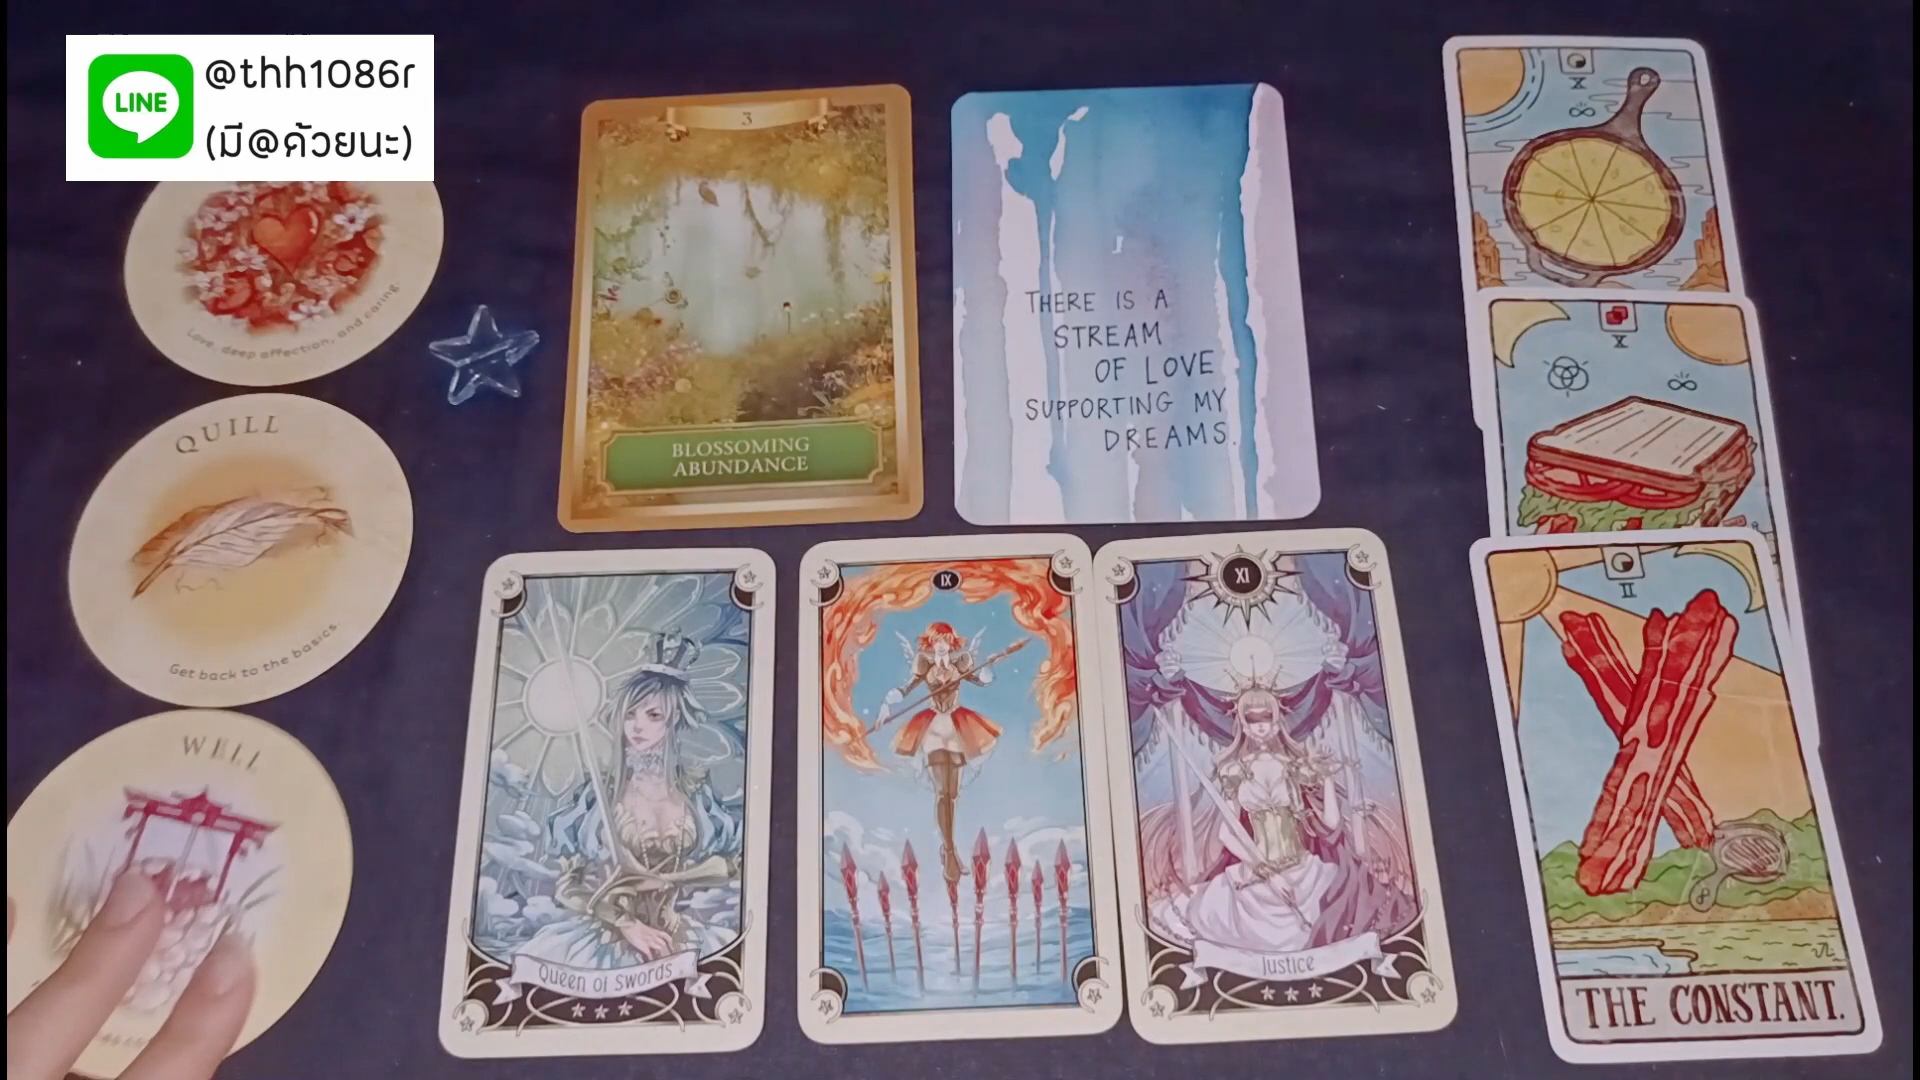 LINE
@thh1086r
(มี@ด้วยนะ)
Love, deep affection, and caring.
QUILL
Get back to the basics.
WELL
3
BLOSSOMING
ABUNDANCE
THERE IS A
STREAM
OF LOVE
SUPPORTING MY
DREAMS.
X
X
II
THE CONSTANT.
Queen of Swords
IX
XI
Justice